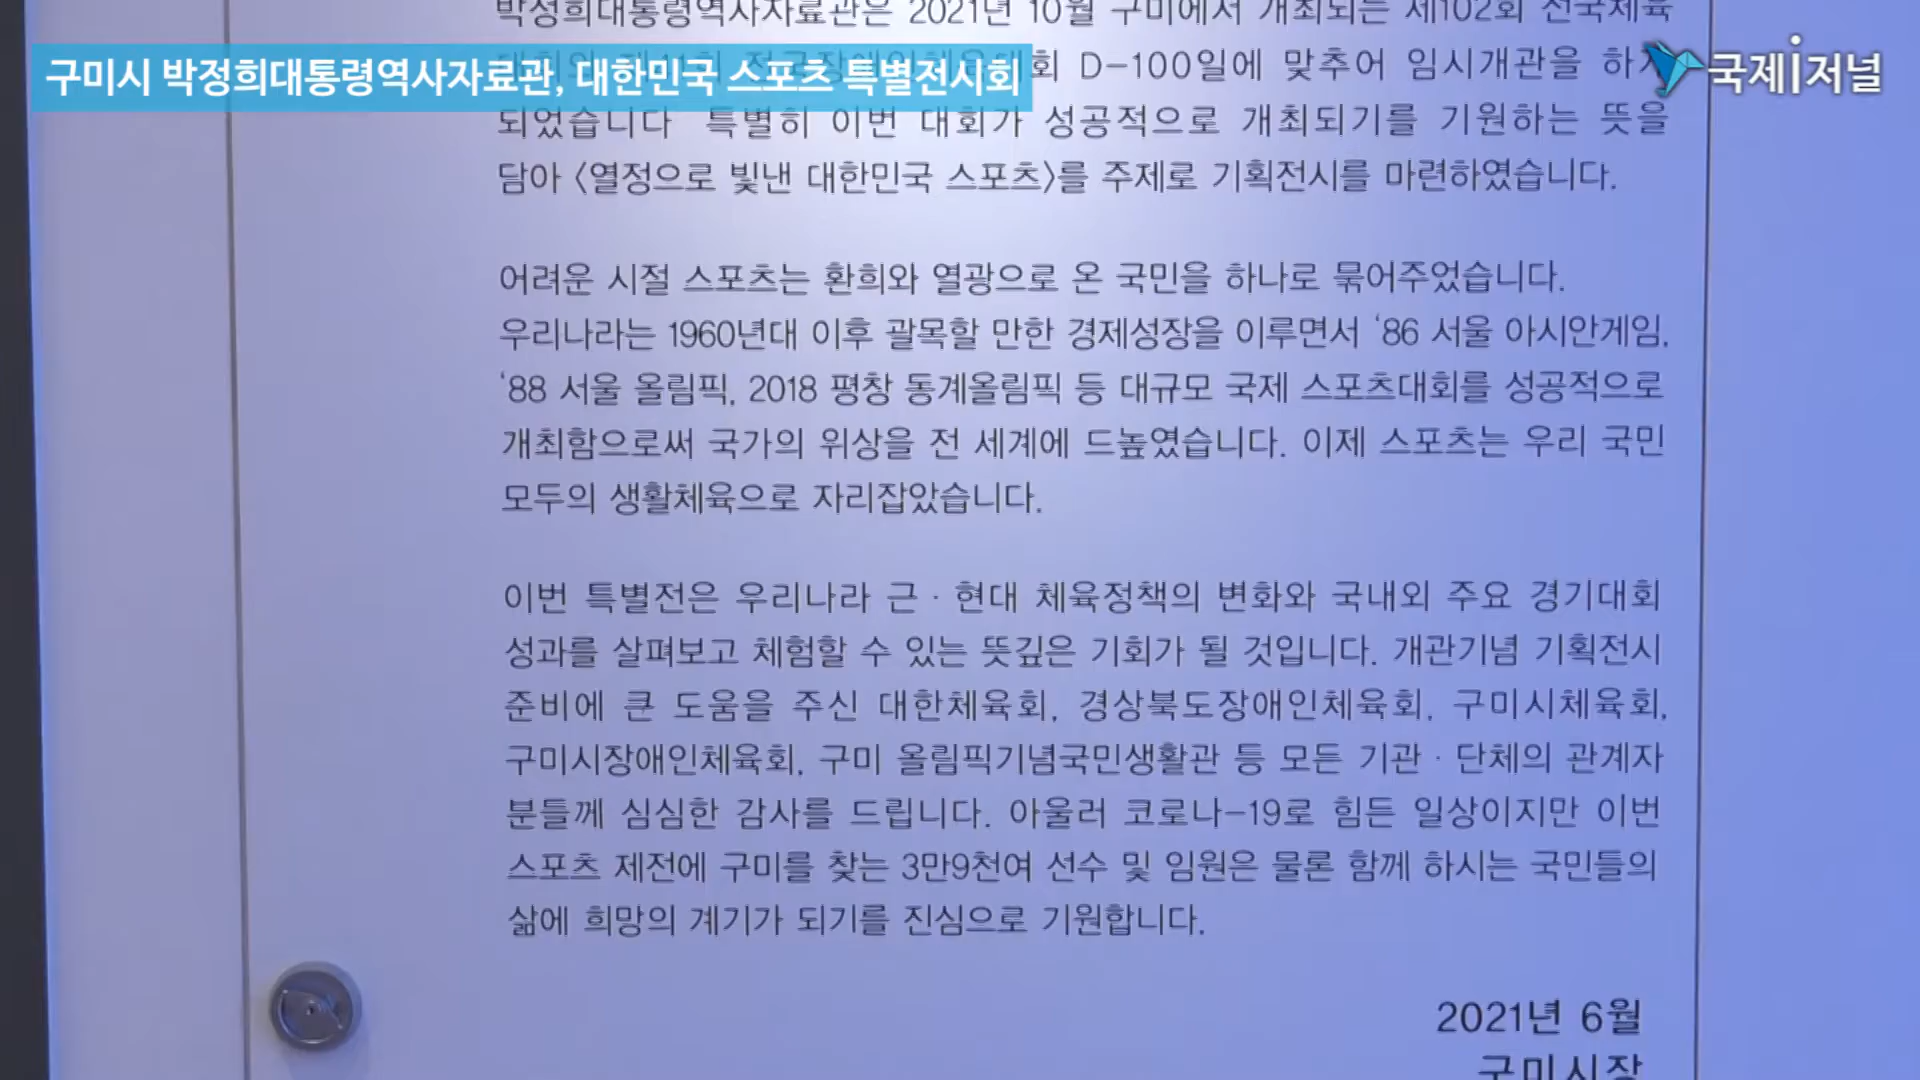 박정희대통령역사자료관은 2021년 10월 구미에서 개최되는 제102회 전국체육
구미시 박정희대통령역사자료관, 대한민국 스포츠 특별전시회
국제i저널
D-100일에 맞추어 임시개관을
되었습니다 특별히 이번 대회가 성공적으로 개최되기를 기원하는 뜻을
담아 <열정으로 빛낸 대한민국 스포츠>를 주제로 기획전시를 마련하였습니다.
어려운 시절 스포츠는 환희와 열광으로 온 국민을 하나로 묶어주었습니다.
우리나라는 1960년대 이후 괄목할 만한 경제성장을 이루면서 ‘86 서울 아시안게임,
‘88 서울 올림픽, 2018 평창 동계올림픽 등 대규모 국제 스포츠대회를 성공적으로
개최함으로써 국가의 위상을 전 세계에 드높였습니다. 이제 스포츠는 우리 국민
모두의 생활체육으로 자리잡았습니다.
이번 특별전은 우리나라 근·현대 체육정책의 변화와 국내외 주요 경기대회
성과를 살펴보고 체험할 수 있는 뜻깊은 기회가 될 것입니다. 개관기념 기획전시
준비에 큰 도움을 주신 대한체육회, 경상북도장애인체육회, 구미시체육회,
구미시장애인체육회, 구미 올림픽기념국민생활관 등 모든 기관·단체의 관계자
분들께 심심한 감사를 드립니다. 아울러 코로나-19로 힘든 일상이지만 이번
스포츠 제전에 구미를 찾는 3만9천여 선수 및 임원은 물론 함께 하시는 국민들의
삶에 희망의 계기가 되기를 진심으로 기원합니다.
2021년 6월
구미시장